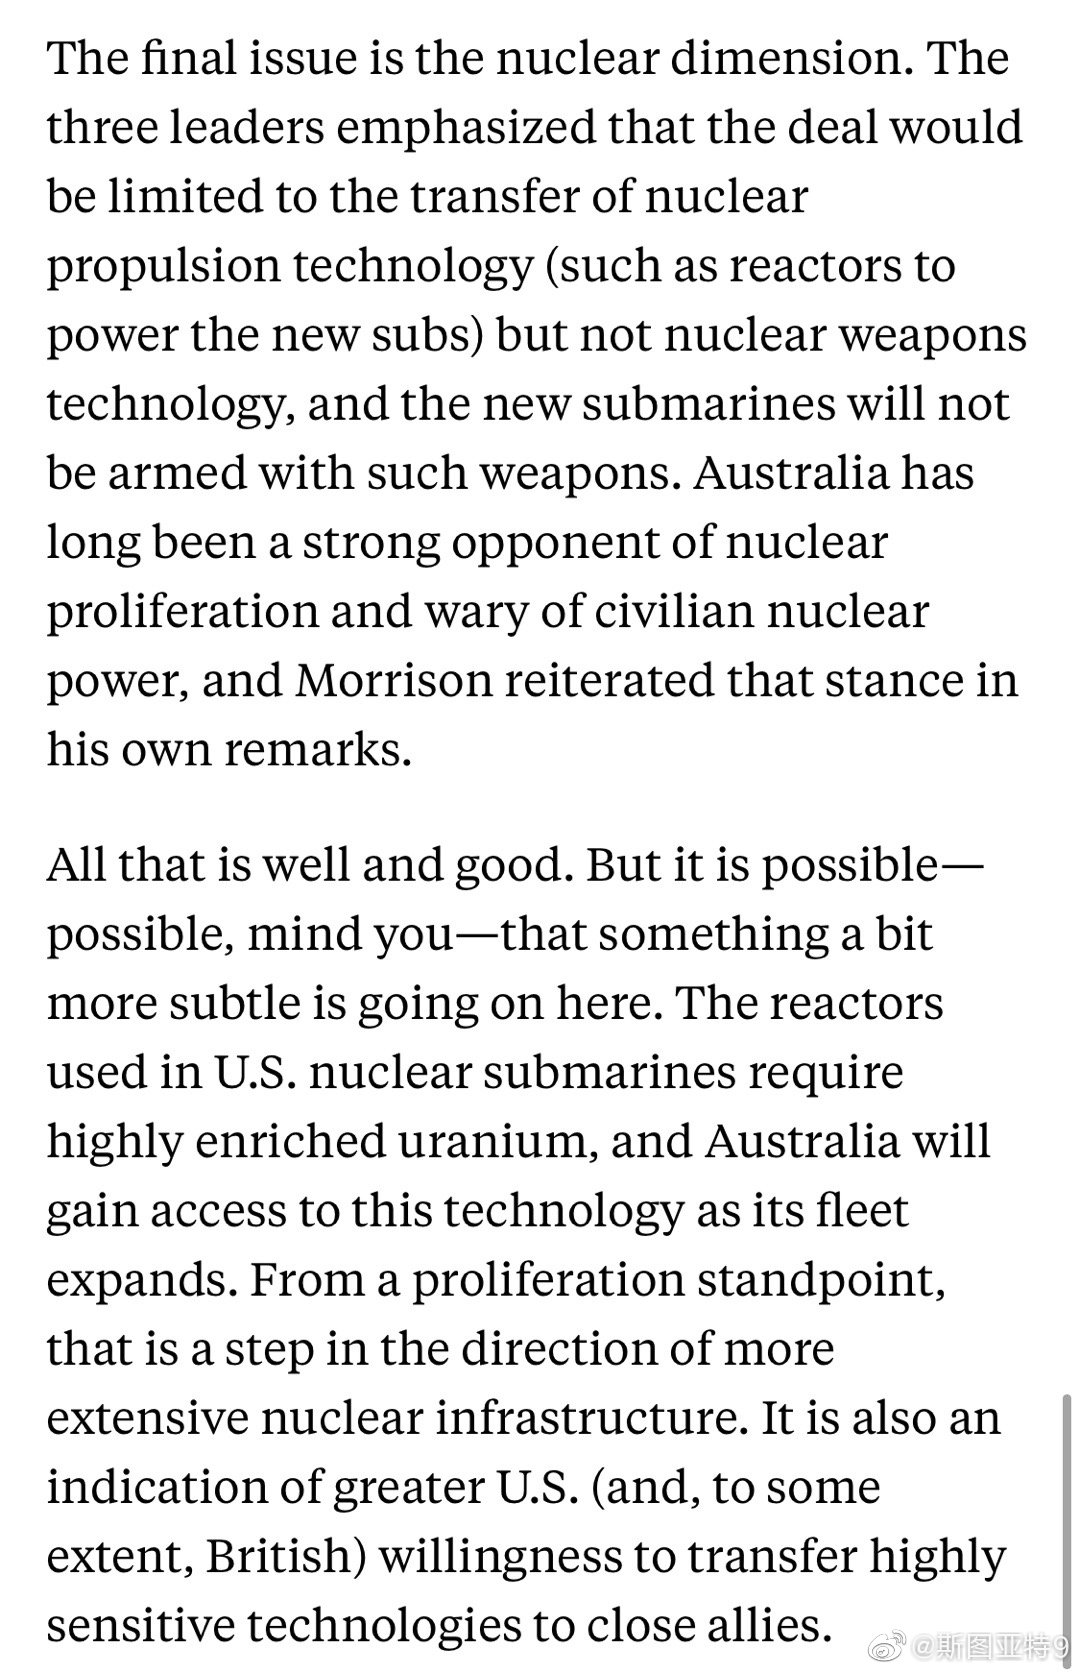 The final issue is the nuclear dimension. The
three leaders emphasized that the deal would
be limited to the transfer of nuclear
propulsion technology (such as reactors to
power the new subs) but not nuclear weapons
technology, and the new submarines will not
be armed with such weapons. Australia has
long been a strong opponent of nuclear
proliferation and wary of civilian nuclear
power, and Morrison reiterated that stance in
his own remarks.
All that is well and good. But it is possible—
possible, mind you—that something a bit
more subtle is going on here. The reactors
used in U.S. nuclear submarines require
highly enriched uranium, and Australia will
gain access to this technology as its fleet
expands. From a proliferation standpoint,
that is a step in the direction of more
extensive nuclear infrastructure. It is also an
indication of greater U.S. (and, to some
extent, British) willingness to transfer highly
sensitive technologies to close allies.
@斯图亚特9